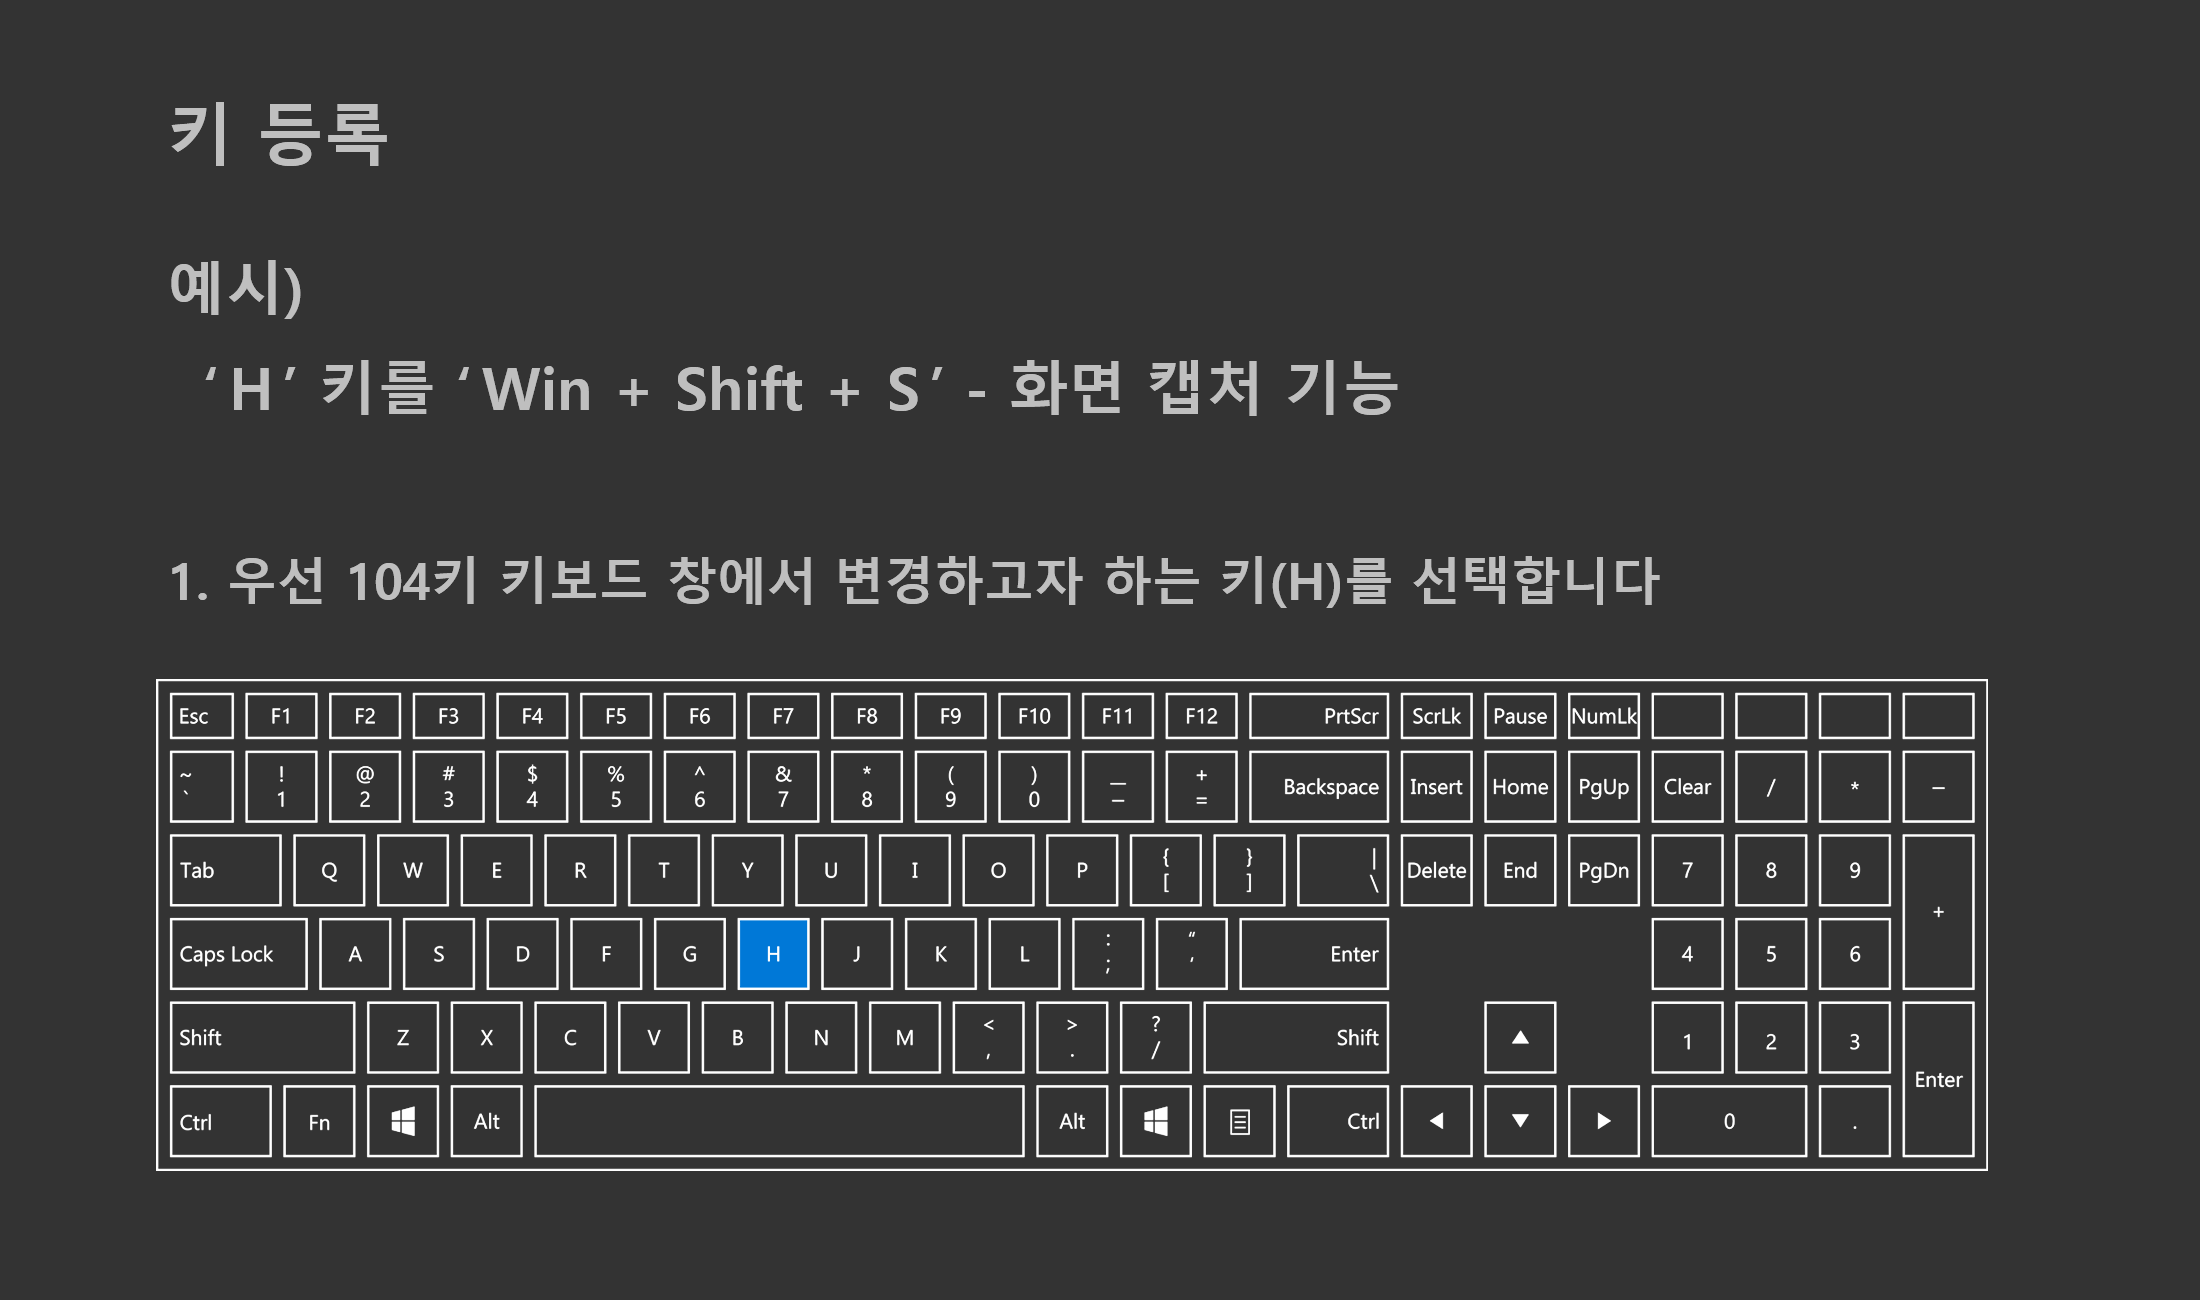 키 등록
예시)
‘H’ 키를 ‘Win + Shift + S’ - 화면 캡처 기능
1. 우선 104키 키보드 창에서 변경하고자 하는 키(H)를 선택합니다
Esc F1 F2 F3 F4 F5 F6 F7 F8 F9 F10 F11 F12 PrtScr ScrLk Pause NumLk
~ ! @ # $ % ^ & * ( ) — +
` 1 2 3 4 5 6 7 8 9 0 – = Backspace Insert Home PgUp Clear / * –
Tab Q W E R T Y U I O P { } |
[ ] \ Delete End PgDn 7 8 9 +
Caps Lock A S D F G H J K L : “
; ‘ Enter 4 5 6
Shift Z X C V B N M < > ?
, . / Shift ▲ 1 2 3
Ctrl Fn Alt Alt Ctrl ◀ ▼ ▶ 0 . Enter